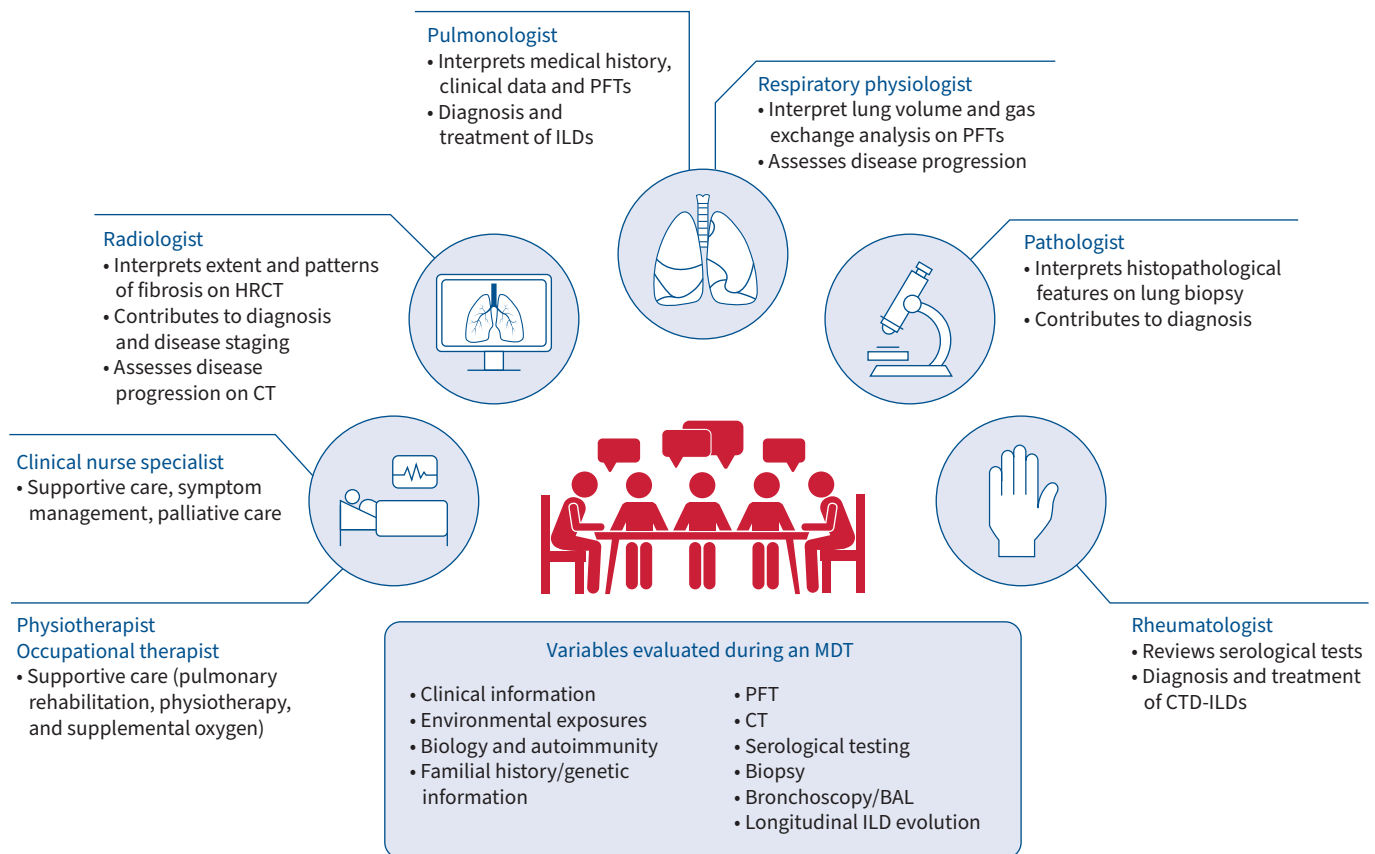 Pulmonologist
• Interprets medical history,
clinical data and PFTs
• Diagnosis and
treatment of ILDs
Respiratory physiologist
• Interpret lung volume and gas
exchange analysis on PFTs
• Assesses disease progression
Radiologist
• Interprets extent and patterns
of fibrosis on HRCT
• Contributes to diagnosis
and disease staging
• Assesses disease
progression on CT
Pathologist
• Interprets histopathological
features on lung biopsy
• Contributes to diagnosis
Clinical nurse specialist
• Supportive care, symptom
management, palliative care
Physiotherapist
Occupational therapist
• Supportive care (pulmonary
rehabilitation, physiotherapy,
and supplemental oxygen)
Rheumatologist
• Reviews serological tests
• Diagnosis and treatment
of CTD-ILDs
Variables evaluated during an MDT
• Clinical information
• Environmental exposures
• Biology and autoimmunity
• Familial history/genetic
information
• PFT
• CT
• Serological testing
• Biopsy
• Bronchoscopy/BAL
• Longitudinal ILD evolution